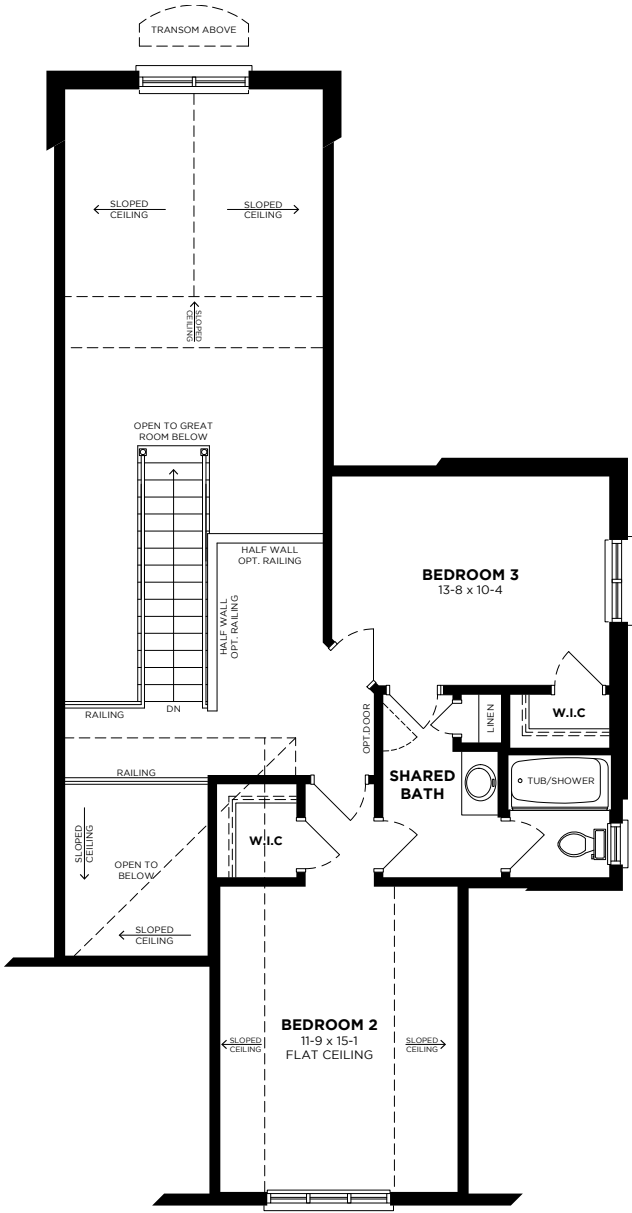 TRANSOM ABOVE
SLOPED
CEILING
SLOPED
CEILING
SLOPED
CEILING
OPEN TO GREAT
ROOM BELOW
HALF WALL
OPT. RAILING
HALF WALL
OPT. RAILING
BEDROOM 3
13-8 x 10-4
RAILING
DN
OPT.DOOR
LINEN
W.I.C
RAILING
SHARED
BATH
TUB/SHOWER
SLOPED
CEILING
OPEN TO
BELOW
W.I.C
SLOPED
CEILING
BEDROOM 2
11-9 x 15-1
FLAT CEILING
SLOPED
CEILING
SLOPED
CEILING